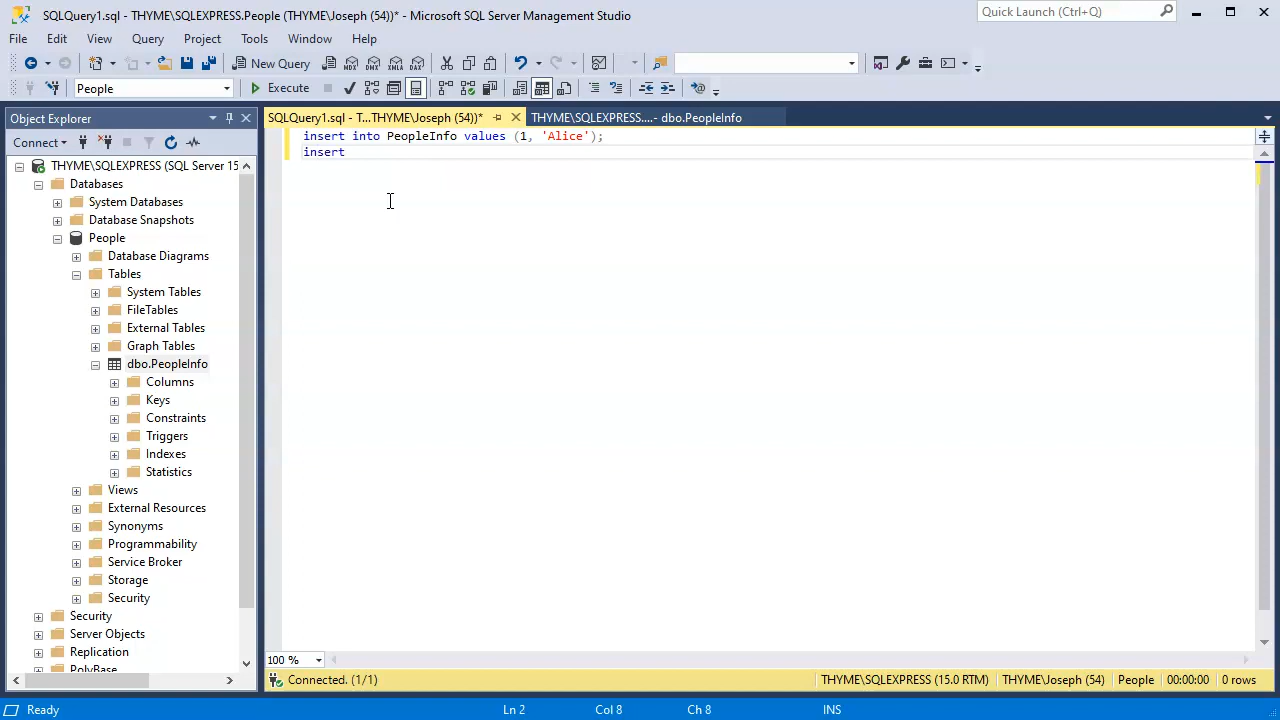 SQLQuery1.sql - THYME\SQLEXPRESS.People (THYME\Joseph (54))* - Microsoft SQL Server Management Studio
Quick Launch (Ctrl+Q)
File Edit View Query Project Tools Window Help
New Query
MDX DMX XMLA DAX
People
Execute
Object Explorer
SQLQuery1.sql - T...THYME\Joseph (54))*
THYME\SQLEXPRESS....- dbo.PeopleInfo
Connect
insert into PeopleInfo values (1, 'Alice');
insert
THYME\SQLEXPRESS (SQL Server 15
Databases
System Databases
Database Snapshots
People
Database Diagrams
Tables
System Tables
FileTables
External Tables
Graph Tables
dbo.PeopleInfo
Columns
Keys
Constraints
Triggers
Indexes
Statistics
Views
External Resources
Synonyms
Programmability
Service Broker
Storage
Security
Security
Server Objects
Replication
PolyBase
100 %
Connected. (1/1)
THYME\SQLEXPRESS (15.0 RTM) THYME\Joseph (54) People 00:00:00 0 rows
Ready Ln 2 Col 8 Ch 8 INS